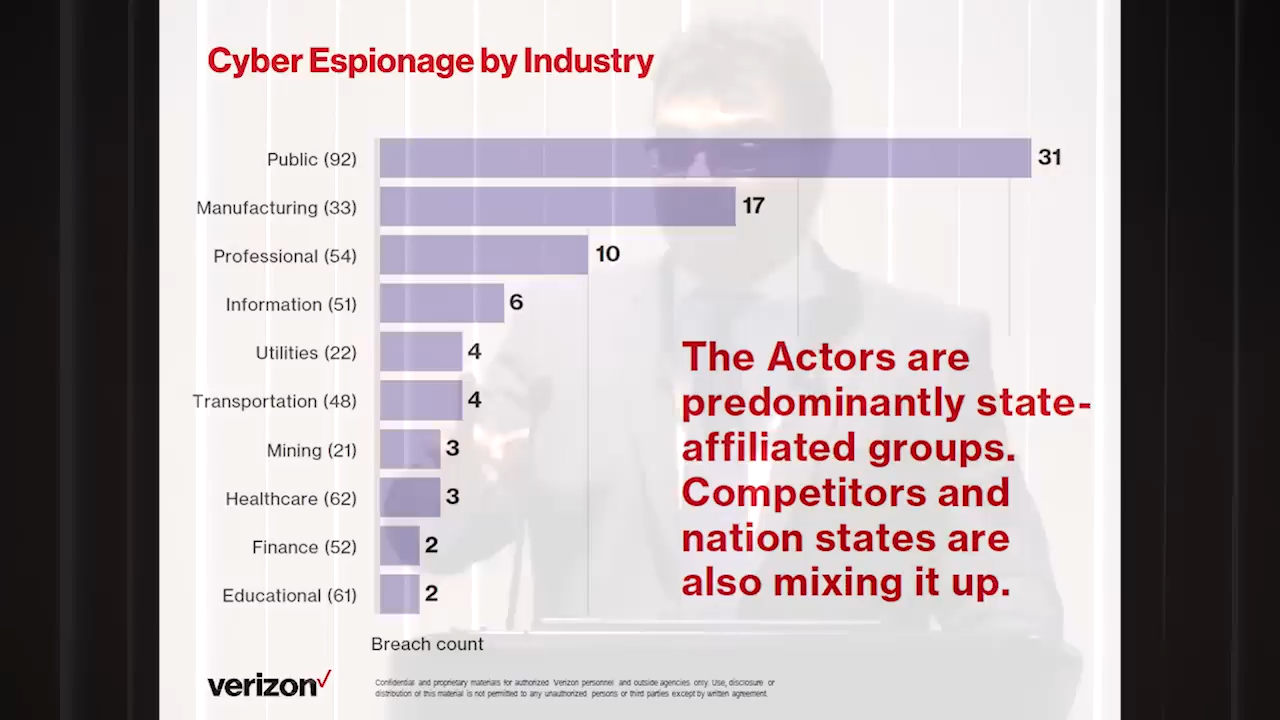 Cyber Espionage by Industry
Public (92) 31
Manufacturing (33) 17
Professional (54) 10
Information (51) 6
Utilities (22) 4
Transportation (48) 4
Mining (21) 3
Healthcare (62) 3
Finance (52) 2
Educational (61) 2
Breach count
The Actors are
predominantly state-
affiliated groups.
Competitors and
nation states are
also mixing it up.
verizon
Confidential and proprietary materials for authorized Verizon personnel and outside agencies only. Use, disclosure or
distribution of this material is not permitted to any unauthorized persons or third parties except by written agreement.